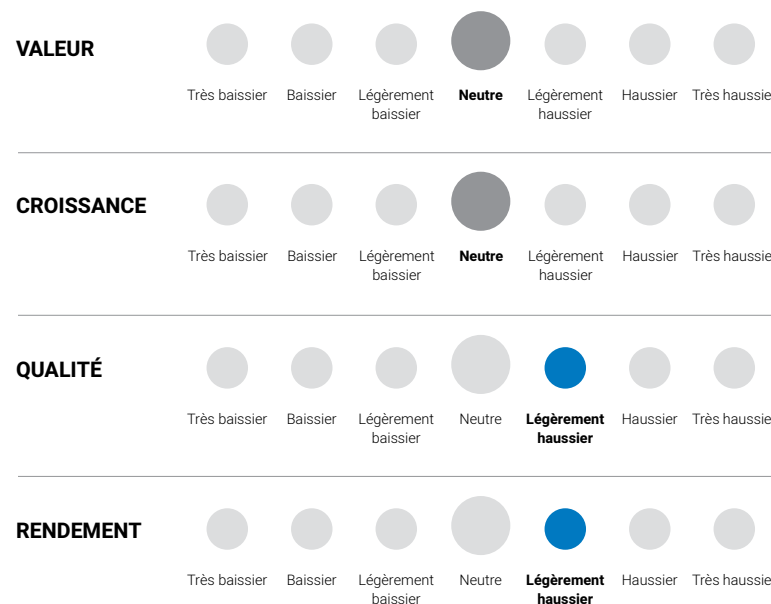 VALEUR
Très baissier Baissier Légèrement baissier Neutre Légèrement haussier Haussier Très haussie
CROISSANCE
Très baissier Baissier Légèrement baissier Neutre Légèrement haussier Haussier Très haussie
QUALITÉ
Très baissier Baissier Légèrement baissier Neutre Légèrement haussier Haussier Très haussie
RENDEMENT
Très baissier Baissier Légèrement baissier Neutre Légèrement haussier Haussier Très haussie